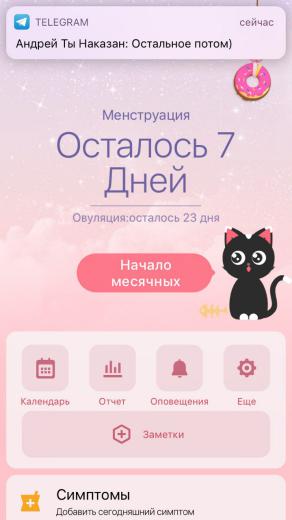 TELEGRAM
сейчас
Андрей Ты Наказан: Остальное потом)
Менструация
Осталось 7
Дней
Овуляция:осталось 23 дня
Начало
месячных
Календарь
Отчет
Оповещения
Еще
Заметки
Симптомы
Добавить сегодняшний симптом